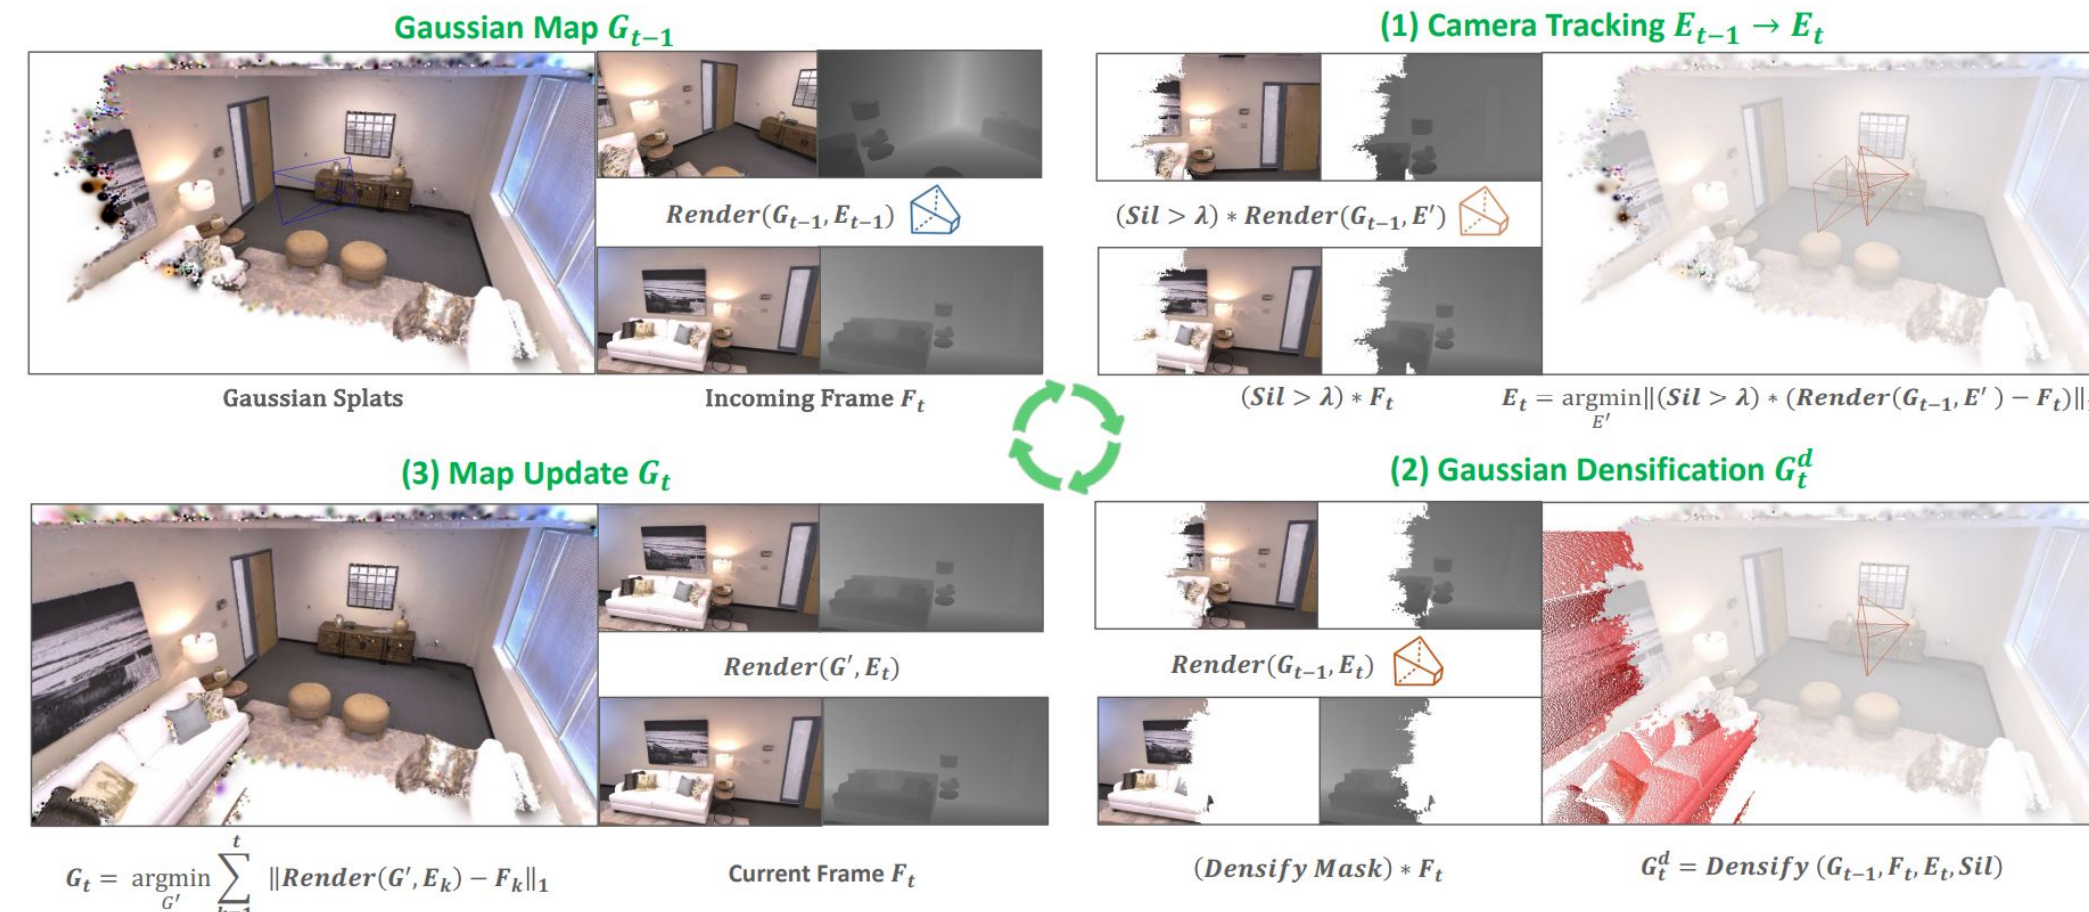 Gaussian Map G_{t−1}
Render(G_{t−1}, E_{t−1})
Gaussian Splats
Incoming Frame F_t
(1) Camera Tracking E_{t−1} → E_t
(Sil > λ) ∗ Render(G_{t−1}, E′)
(Sil > λ) ∗ F_t
E_t = argmin_{E′}‖(Sil > λ) ∗ (Render(G_{t−1}, E′) − F_t)‖
(3) Map Update G_t
Render(G′, E_t)
G_t = argmin_{G′} ∑_{k=1}^{t} ‖Render(G′, E_k) − F_k‖_1
Current Frame F_t
(2) Gaussian Densification G_t^d
Render(G_{t−1}, E_t)
(Densify Mask) ∗ F_t
G_t^d = Densify (G_{t−1}, F_t, E_t, Sil)